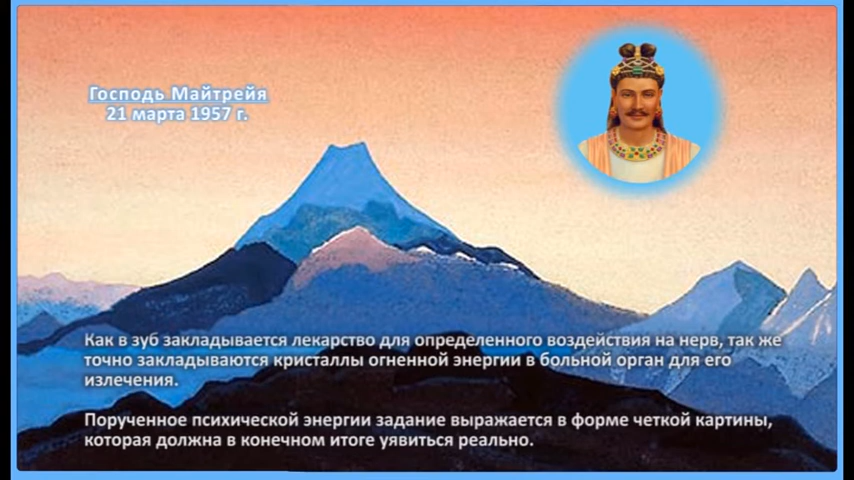 Господь Майтрейя
21 марта 1957 г.
Как в зуб закладывается лекарство для определенного воздействия на нерв, так же
точно закладываются кристаллы огненной энергии в больной орган для его
излечения.
Порученное психической энергии задание выражается в форме четкой картины,
которая должна в конечном итоге уявиться реально.